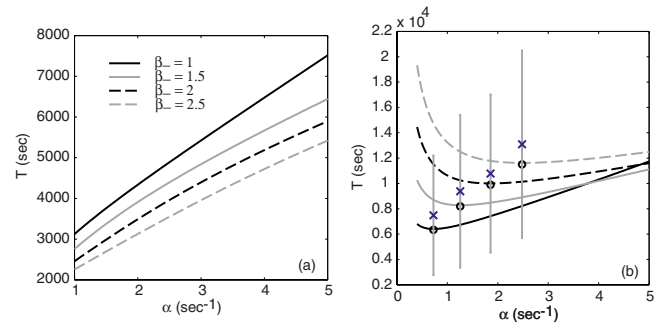 8000
7000
6000
5000
4000
3000
2000
T (sec)
β₋ = 1
β₋ = 1.5
β₋ = 2
β₋ = 2.5
(a)
1 2 3 4 5
α (sec⁻¹)
2.2 x 10⁴
2
1.8
1.6
1.4
1.2
1
0.8
0.6
0.4
0.2
T (sec)
(b)
0 1 2 3 4 5
α (sec⁻¹)